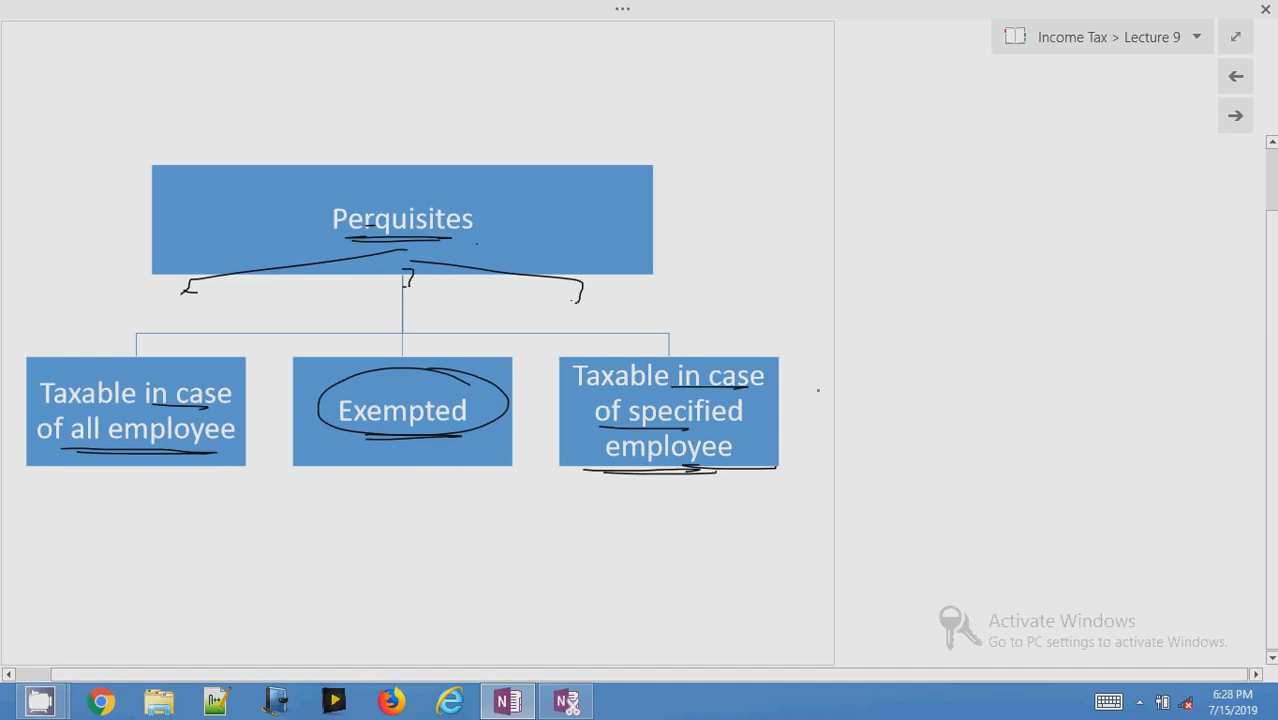 Income Tax > Lecture 9
Perquisites
Taxable in case
of all employee
Exempted
Taxable in case
of specified
employee
Activate Windows
Go to PC settings to activate Windows.
6:28 PM
7/15/2019